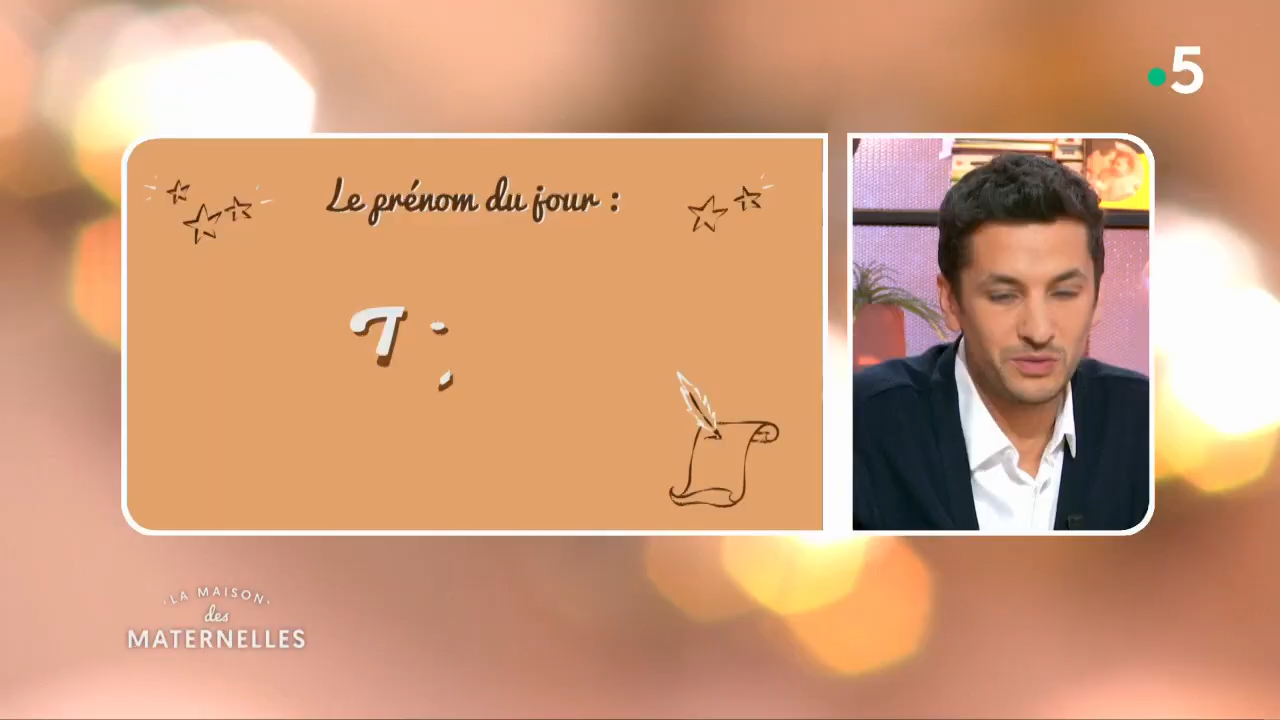 5
Le prénom du jour :
T
LA MAISON
des
MATERNELLES